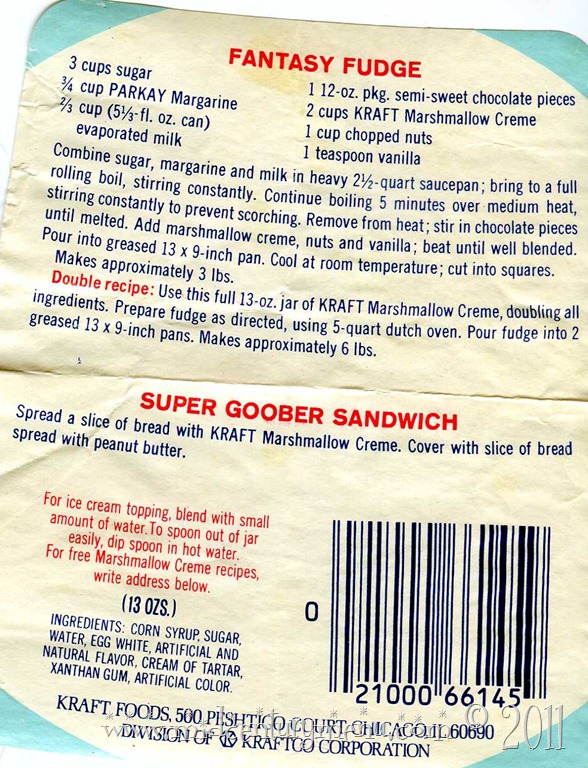 FANTASY FUDGE
3 cups sugar
¾ cup PARKAY Margarine
⅔ cup (5⅓-fl. oz. can)
evaporated milk
1 12-oz. pkg. semi-sweet chocolate pieces
2 cups KRAFT Marshmallow Creme
1 cup chopped nuts
1 teaspoon vanilla
Combine sugar, margarine and milk in heavy 2½-quart saucepan; bring to a full
rolling boil, stirring constantly. Continue boiling 5 minutes over medium heat,
stirring constantly to prevent scorching. Remove from heat; stir in chocolate pieces
until melted. Add marshmallow creme, nuts and vanilla; beat until well blended.
Pour into greased 13 x 9-inch pan. Cool at room temperature; cut into squares.
Makes approximately 3 lbs.
Double recipe: Use this full 13-oz. jar of KRAFT Marshmallow Creme, doubling all
ingredients. Prepare fudge as directed, using 5-quart dutch oven. Pour fudge into 2
greased 13 x 9-inch pans. Makes approximately 6 lbs.
SUPER GOOBER SANDWICH
Spread a slice of bread with KRAFT Marshmallow Creme. Cover with slice of bread
spread with peanut butter.
For ice cream topping, blend with small
amount of water. To spoon out of jar
easily, dip spoon in hot water.
For free Marshmallow Creme recipes,
write address below.
(13 OZS.)
INGREDIENTS: CORN SYRUP, SUGAR,
WATER, EGG WHITE, ARTIFICIAL AND
NATURAL FLAVOR, CREAM OF TARTAR,
XANTHAN GUM, ARTIFICIAL COLOR.
0
21000 66145
KRAFT FOODS, 500 PESHTIGO COURT, CHICAGO, IL 60690
DIVISION OF K KRAFTCO CORPORATION
© 2011